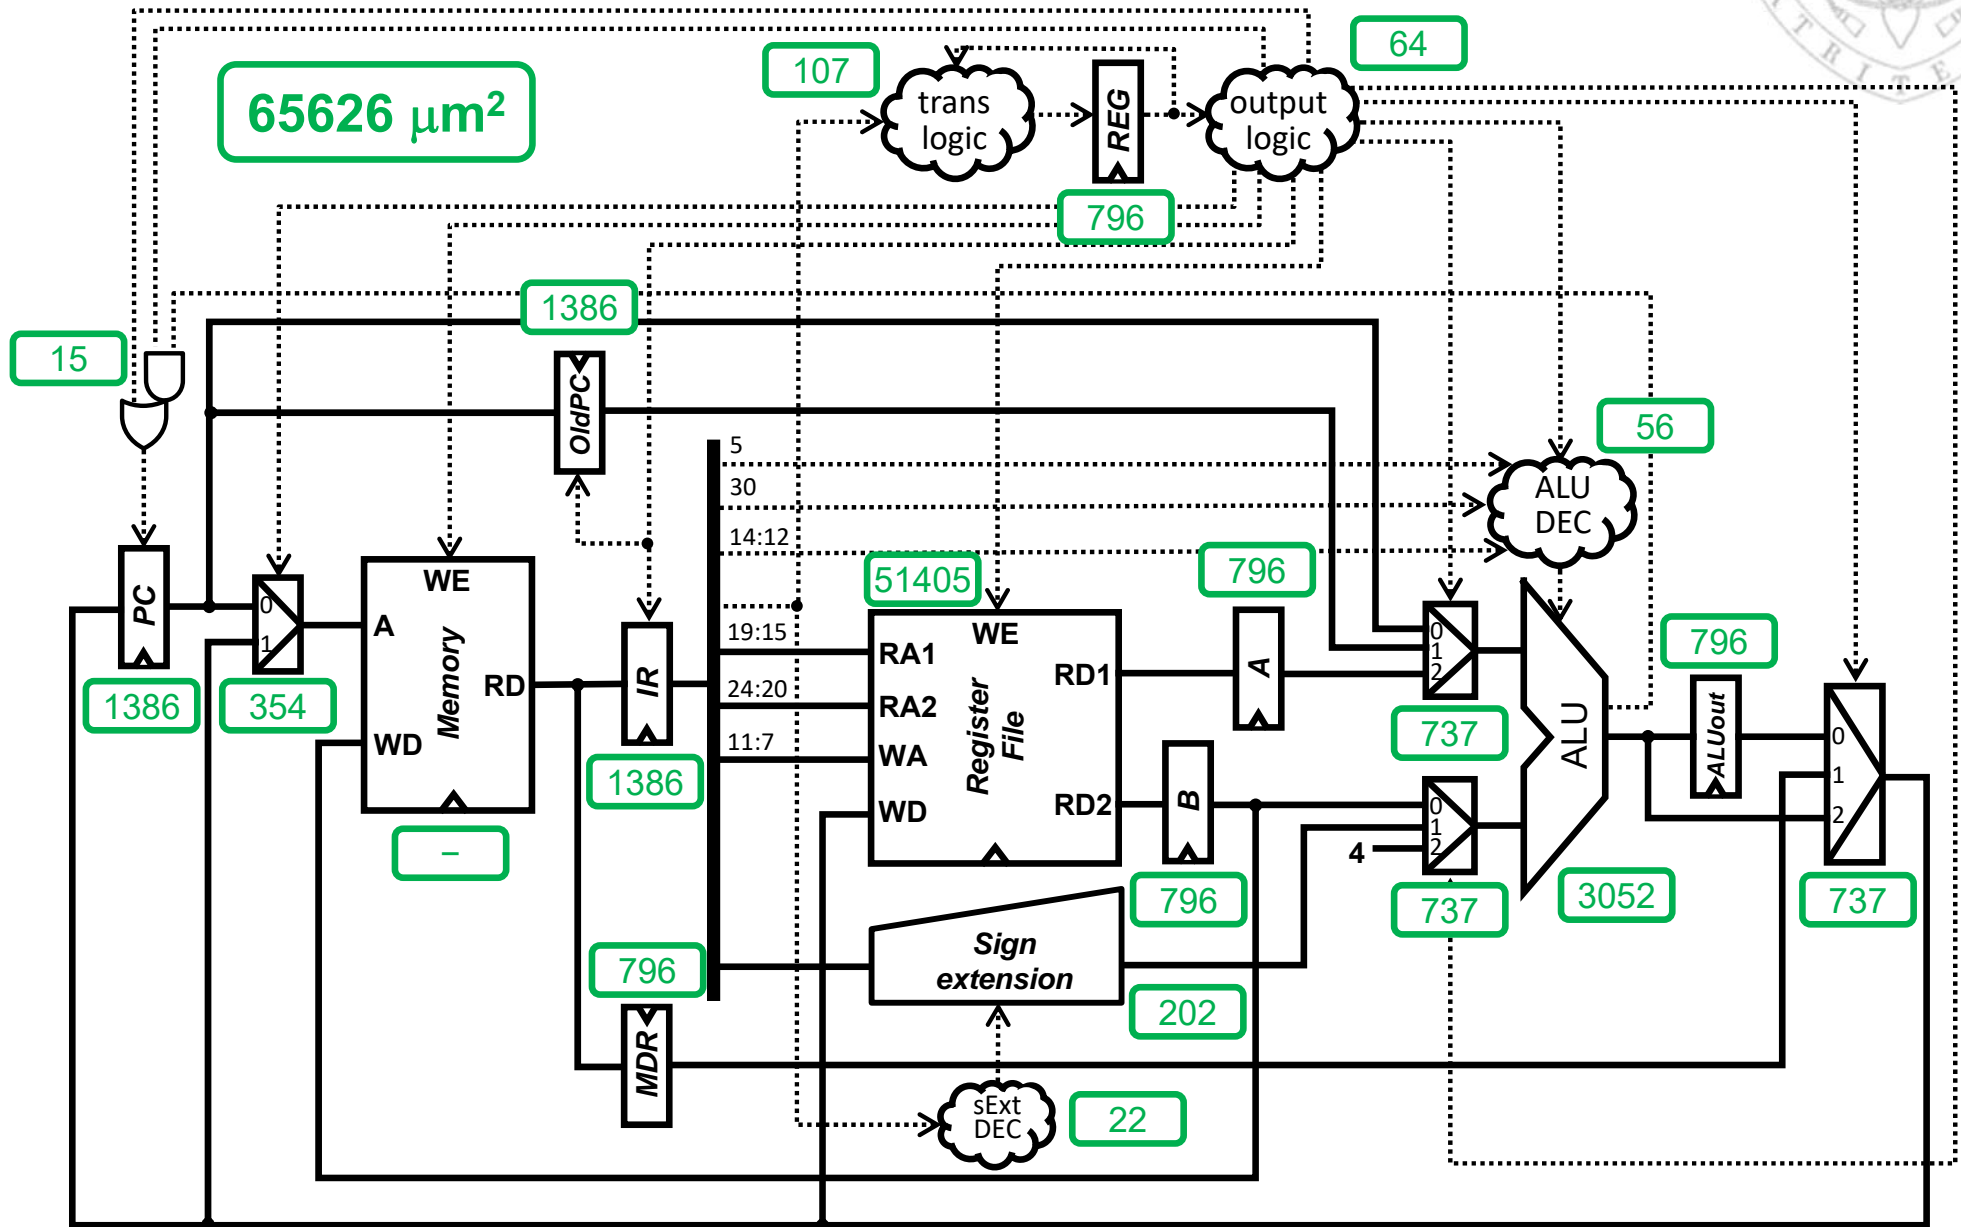 64
107
65626 μm²
trans
logic
REG
output
logic
796
1386
15
OldPC
56
5
30
14:12
ALU
DEC
51405
796
PC
0
1
WE
A
Memory
RD
WD
IR
19:15
24:20
11:7
WE
RA1
RA2
WA
WD
Register
File
RD1
RD2
A
B
0
1
2
796
1386
354
737
ALU
ALUout
0
1
2
1386
0
1
2
4
–
796
737
3052
737
796
Sign
extension
202
MDR
sExt
DEC
22
T R I T E